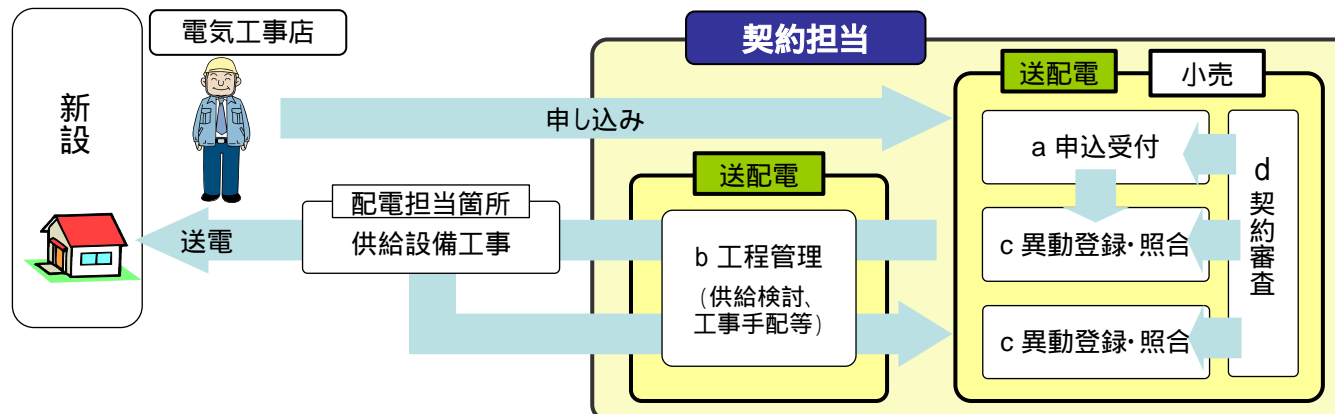 電気工事店
新設
契約担当
送配電
小売
申し込み
a 申込受付
d 契約審査
送配電
配電担当箇所
供給設備工事
送電
b 工程管理
(供給検討、
工事手配等)
c 異動登録・照合
c 異動登録・照合